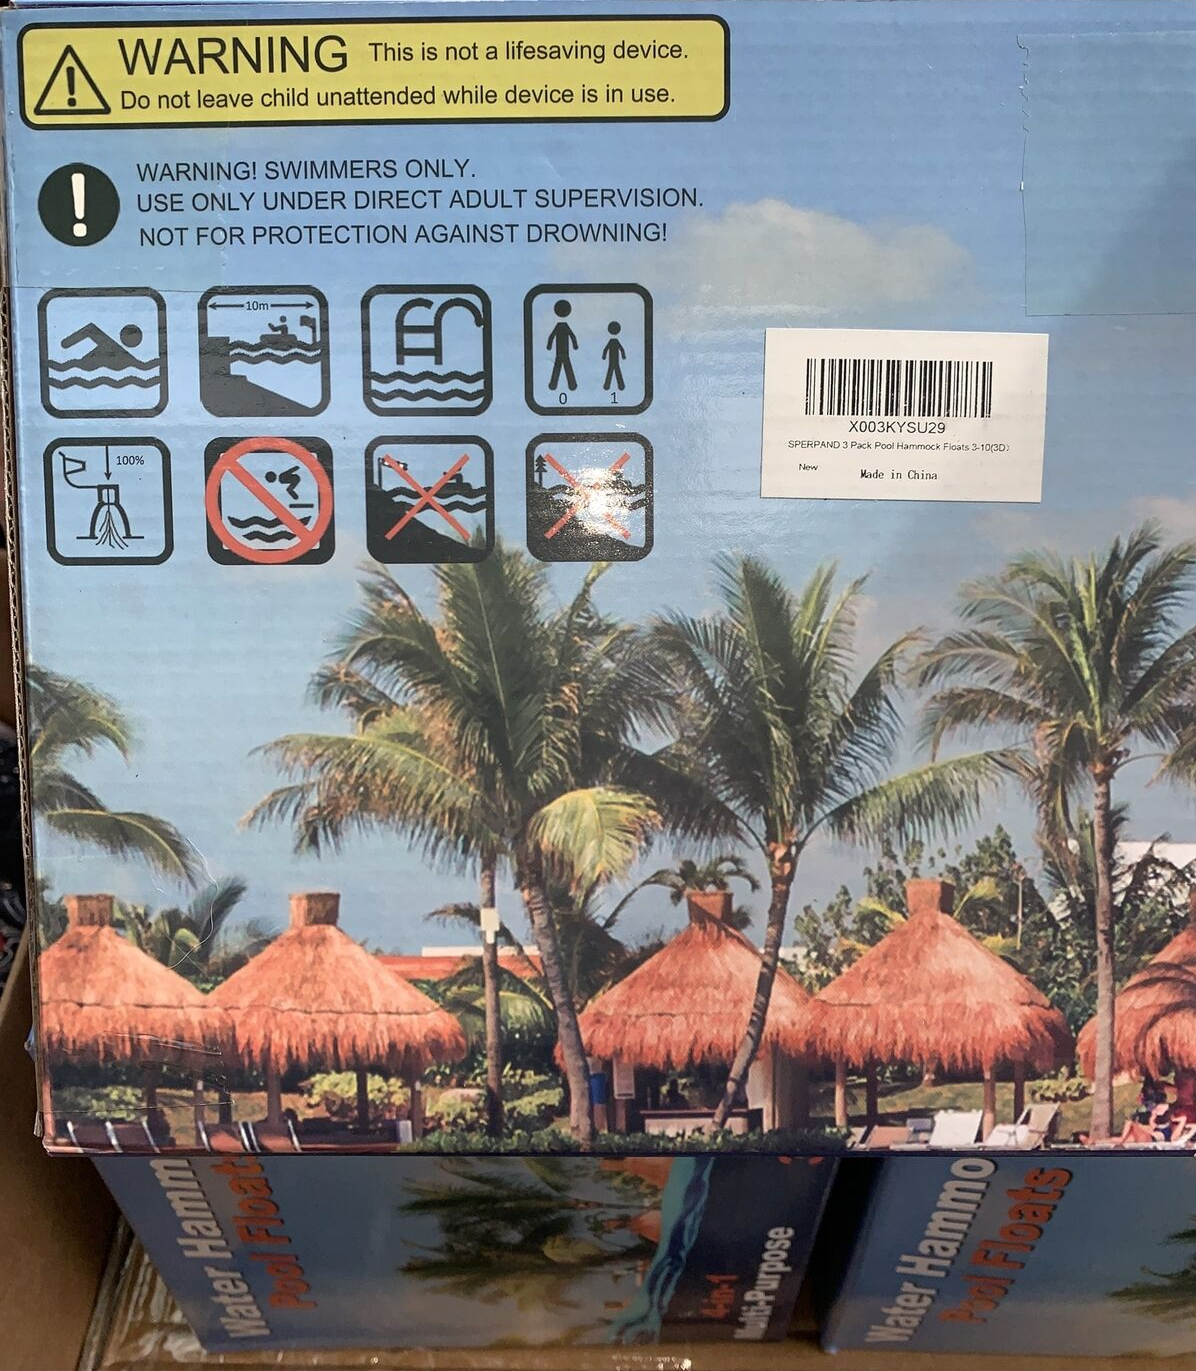 WARNING This is not a lifesaving device.
Do not leave child unattended while device is in use.
WARNING! SWIMMERS ONLY.
USE ONLY UNDER DIRECT ADULT SUPERVISION.
NOT FOR PROTECTION AGAINST DROWNING!
10m
0 1
100%
X003KYSU29
SPERPAND 3 Pack Pool Hammock Floats 3-10(3D)
New Made in China
Water Hamm
Pool Float
4-in-1
Multi-Purpose
Water Hammo
Pool Floats